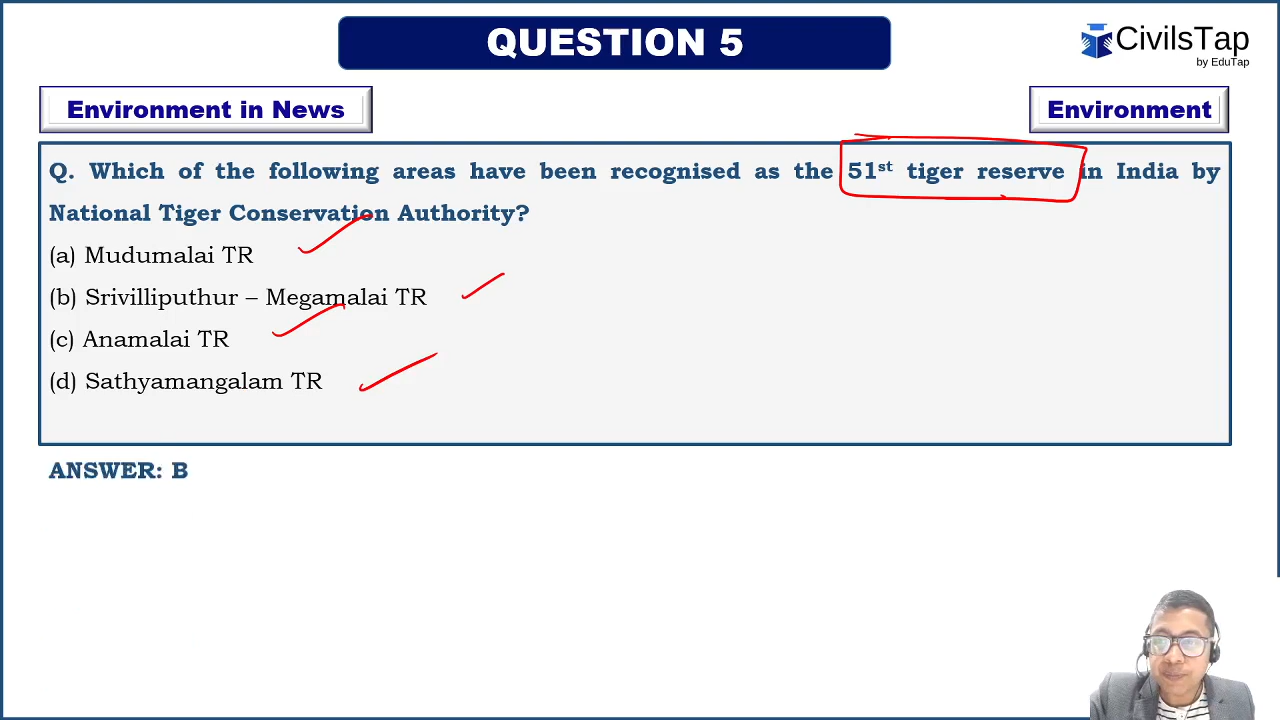 QUESTION 5
CivilsTap
by EduTap
Environment in News
Environment
Q. Which of the following areas have been recognised as the 51st tiger reserve in India by
National Tiger Conservation Authority?
(a) Mudumalai TR
(b) Srivilliputhur – Megamalai TR
(c) Anamalai TR
(d) Sathyamangalam TR
ANSWER: B